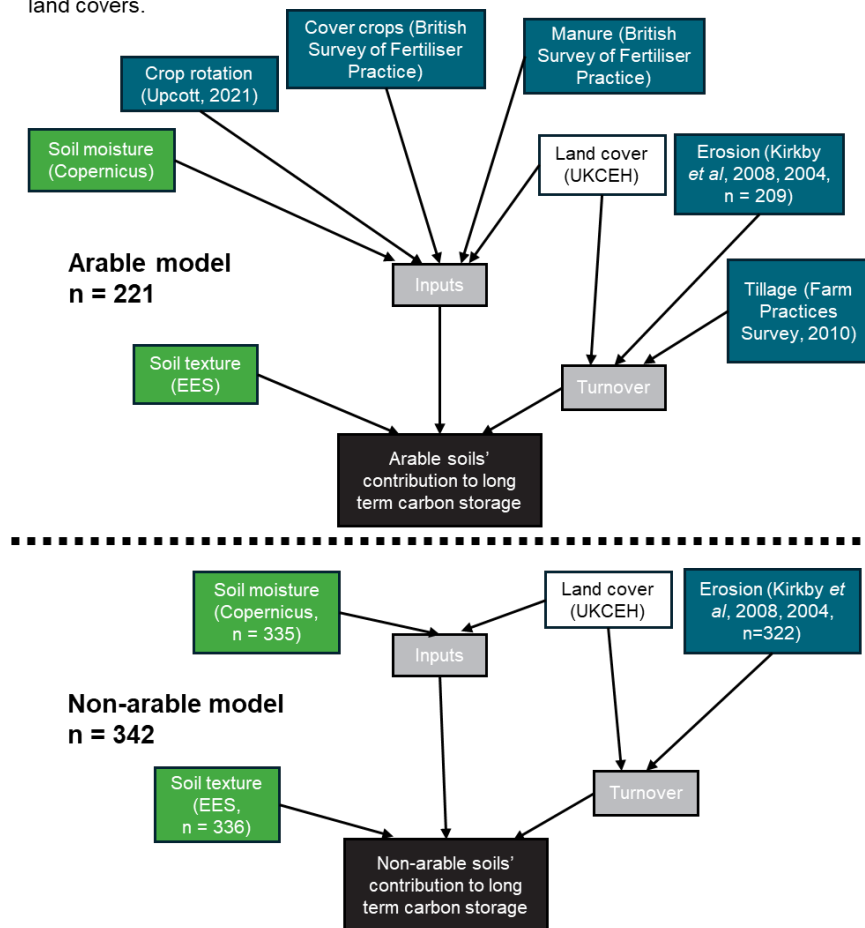 land covers.
Cover crops (British
Survey of Fertiliser
Practice)
Manure (British
Survey of Fertiliser
Practice)
Crop rotation
(Upcott, 2021)
Soil moisture
(Copernicus)
Land cover
(UKCEH)
Erosion (Kirkby
et al, 2008, 2004,
n = 209)
Arable model
n = 221
Inputs
Tillage (Farm
Practices
Survey, 2010)
Soil texture
(EES)
Turnover
Arable soils'
contribution to long
term carbon storage
Soil moisture
(Copernicus,
n = 335)
Land cover
(UKCEH)
Erosion (Kirkby et
al, 2008, 2004,
n=322)
Inputs
Non-arable model
n = 342
Soil texture
(EES,
n = 336)
Turnover
Non-arable soils'
contribution to long
term carbon storage